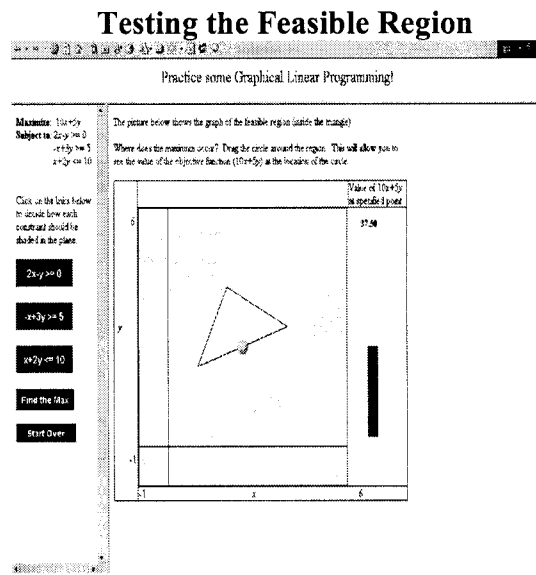 Testing the Feasible Region
Practice some Graphical Linear Programming!
Maximize: 10x+5y
Subject to: 2x-y >= 0
-x+3y >= 5
x+2y <= 10
Click on the links below
to decide how each
constraint should be
shaded in the plane.
2x-y >= 0
-x+3y >= 5
x+2y <= 10
Find the Max
Start Over
The picture below shows the graph of the feasible region (inside the triangle)
Where does the maximum occur? Drag the circle around the region. This will allow you to
see the value of the objective function (10x+5y) at the location of the circle.
Value of 10x+5y
at specified point
37.50
6
y
-1
-1
x
6